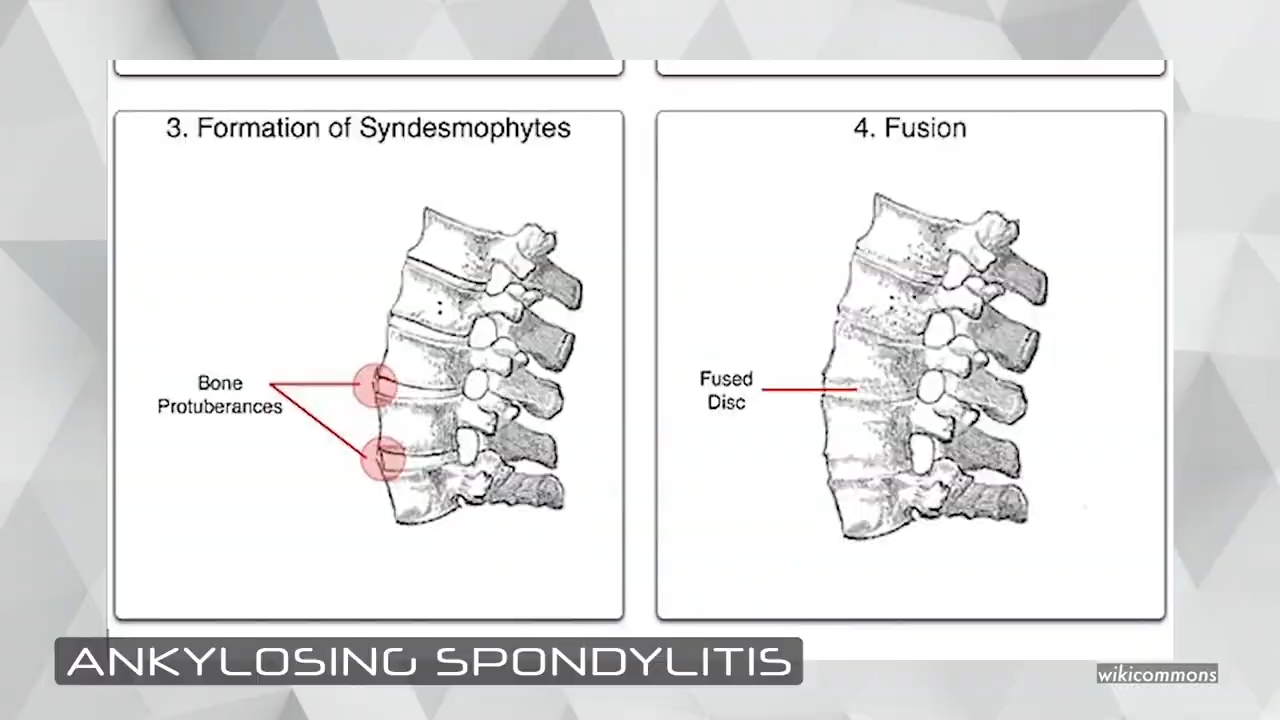 3. Formation of Syndesmophytes
4. Fusion
Bone
Protuberances
Fused
Disc
ANKYLOSING SPONDYLITIS
wikicommons